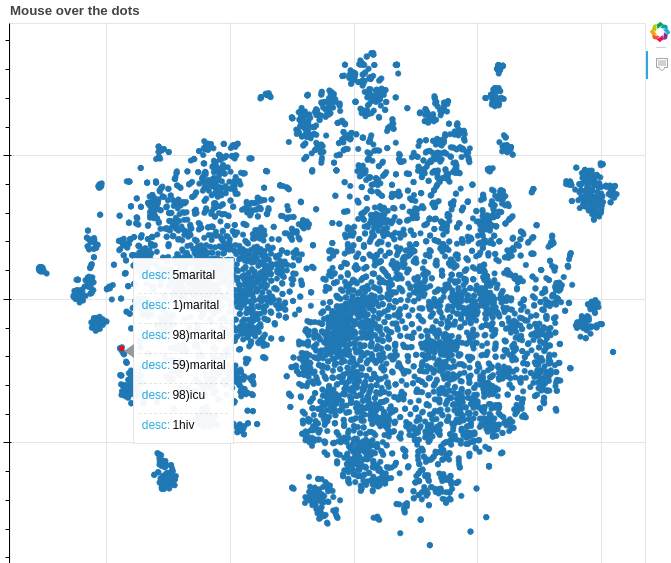 Mouse over the dots
desc: 5marital
desc: 1)marital
desc: 98)marital
desc: 59)marital
desc: 98)icu
desc: 1hiv